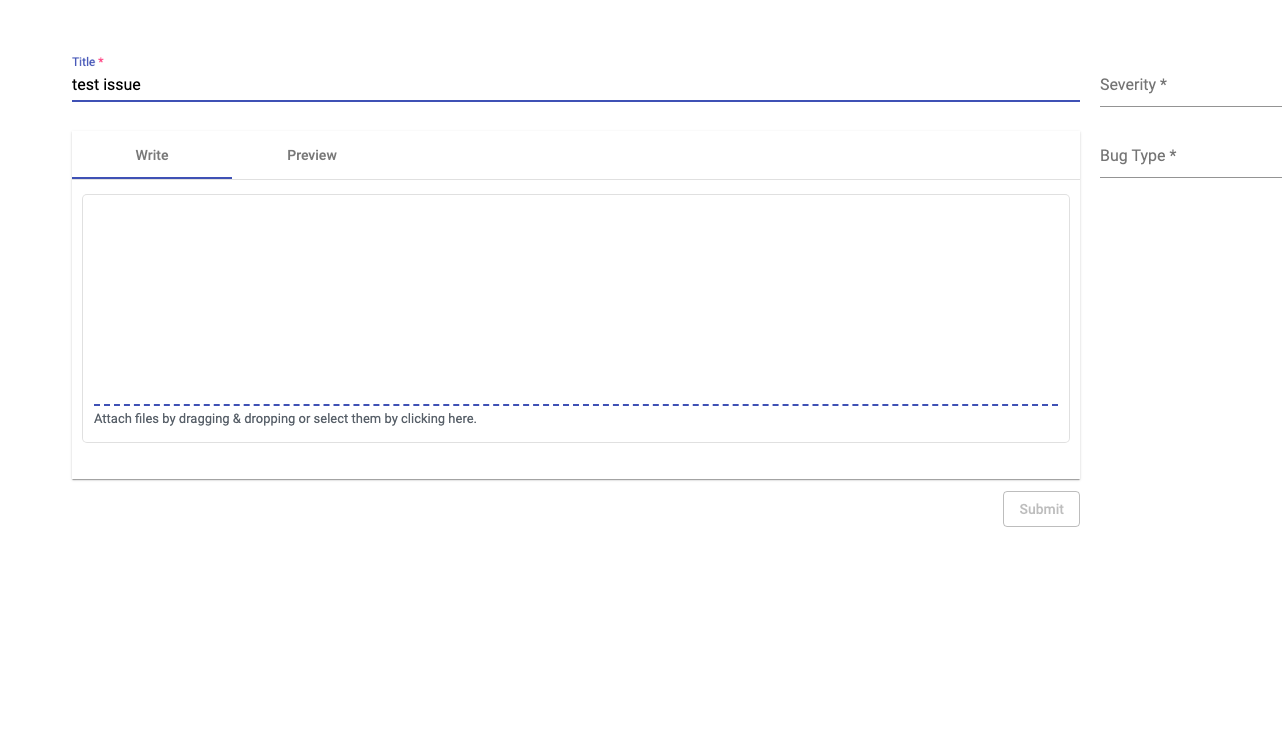 Title *
test issue
Severity *
Write
Preview
Bug Type *
Attach files by dragging & dropping or select them by clicking here.
Submit